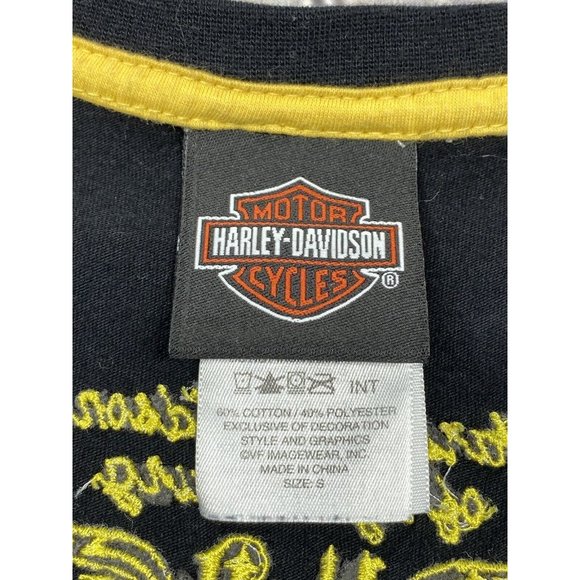 MOTOR
HARLEY-DAVIDSON
CYCLES
®
INT
60% COTTON / 40% POLYESTER
EXCLUSIVE OF DECORATION
STYLE AND GRAPHICS
©VF IMAGEWEAR, INC.
MADE IN CHINA
SIZE: S